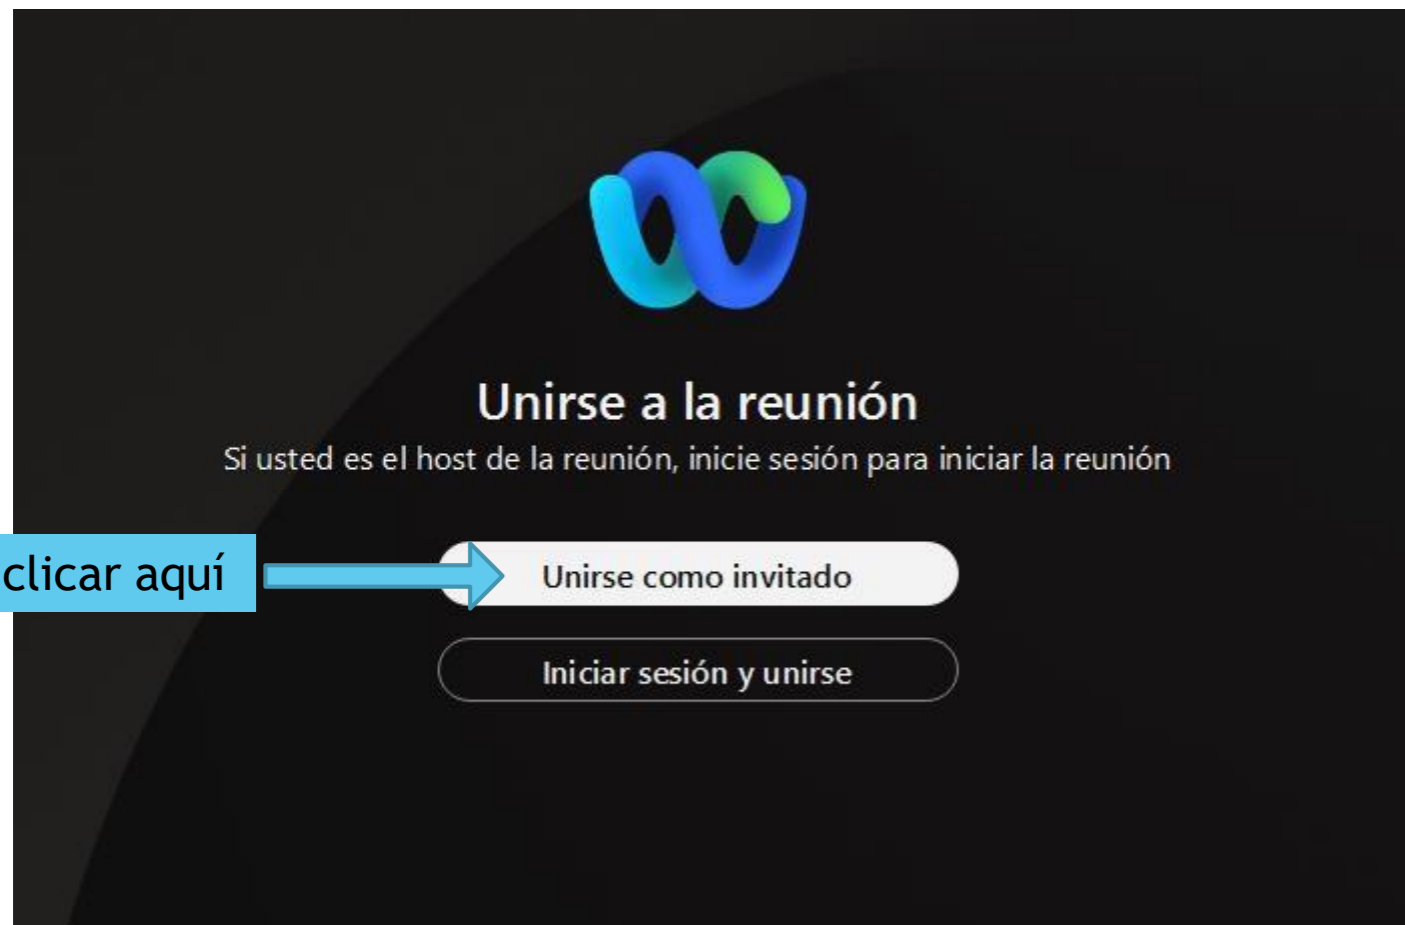 Unirse a la reunión
Si usted es el host de la reunión, inicie sesión para iniciar la reunión
clicar aquí
Unirse como invitado
Iniciar sesión y unirse